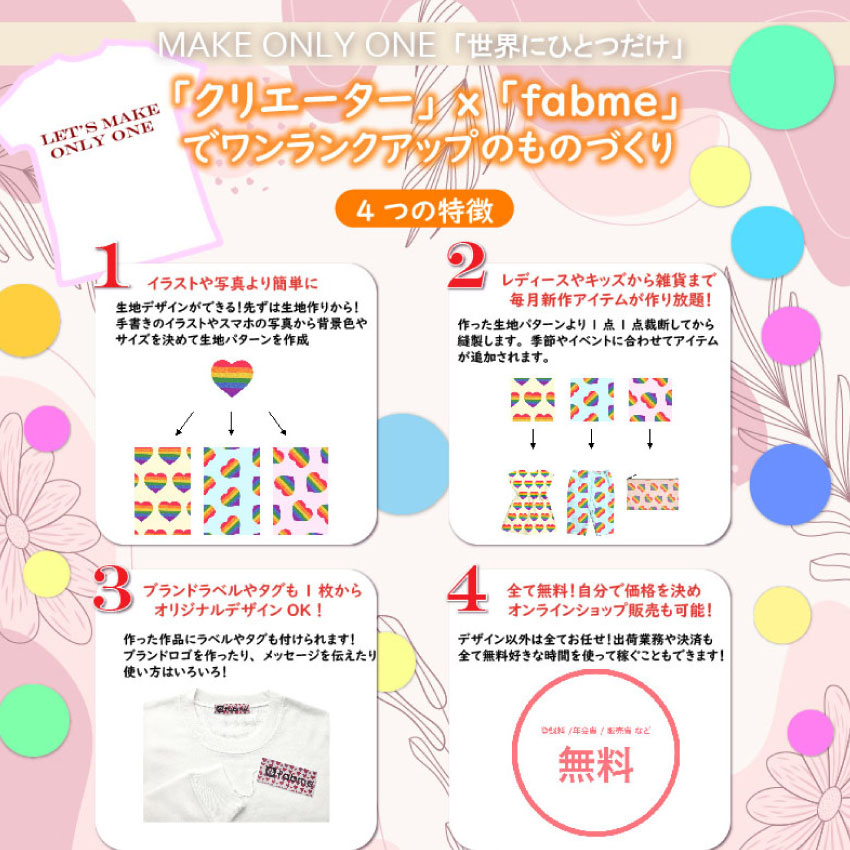 MAKE ONLY ONE 「世界にひとつだけ」
「クリエーター」x「fabme」
でワンランクアップのものづくり
LET'S MAKE
ONLY ONE
4つの特徴
1
イラストや写真より簡単に
生地デザインができる!先ずは生地作りから!
手書きのイラストやスマホの写真から背景色や
サイズを決めて生地パターンを作成
2
レディースやキッズから雑貨まで
毎月新作アイテムが作り放題!
作った生地パターンより1点1点裁断してから
縫製します。季節やイベントに合わせてアイテム
が追加されます。
3
ブランドラベルやタグも1枚から
オリジナルデザインOK!
作った作品にラベルやタグも付けられます!
ブランドロゴを作ったり、メッセージを伝えたり
使い方はいろいろ!
fabme
4
全て無料!自分で価格を決め
オンラインショップ販売も可能!
デザイン以外は全てお任せ!出荷業務や決済も
全て無料好きな時間を使って稼ぐこともできます!
など
無料